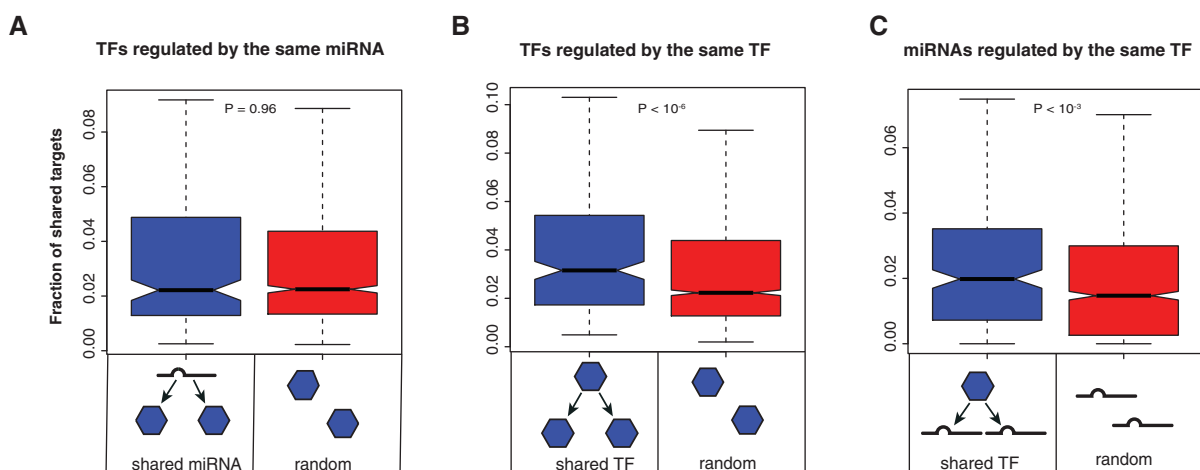 A
TFs regulated by the same miRNA
Fraction of shared targets
0.08
0.06
0.04
0.02
0.00
P = 0.96
shared miRNA
random
B
TFs regulated by the same TF
0.10
0.08
0.06
0.04
0.02
0.00
P < 10⁻⁶
shared TF
random
C
miRNAs regulated by the same TF
0.06
0.04
0.02
0.00
P < 10⁻³
shared TF
random